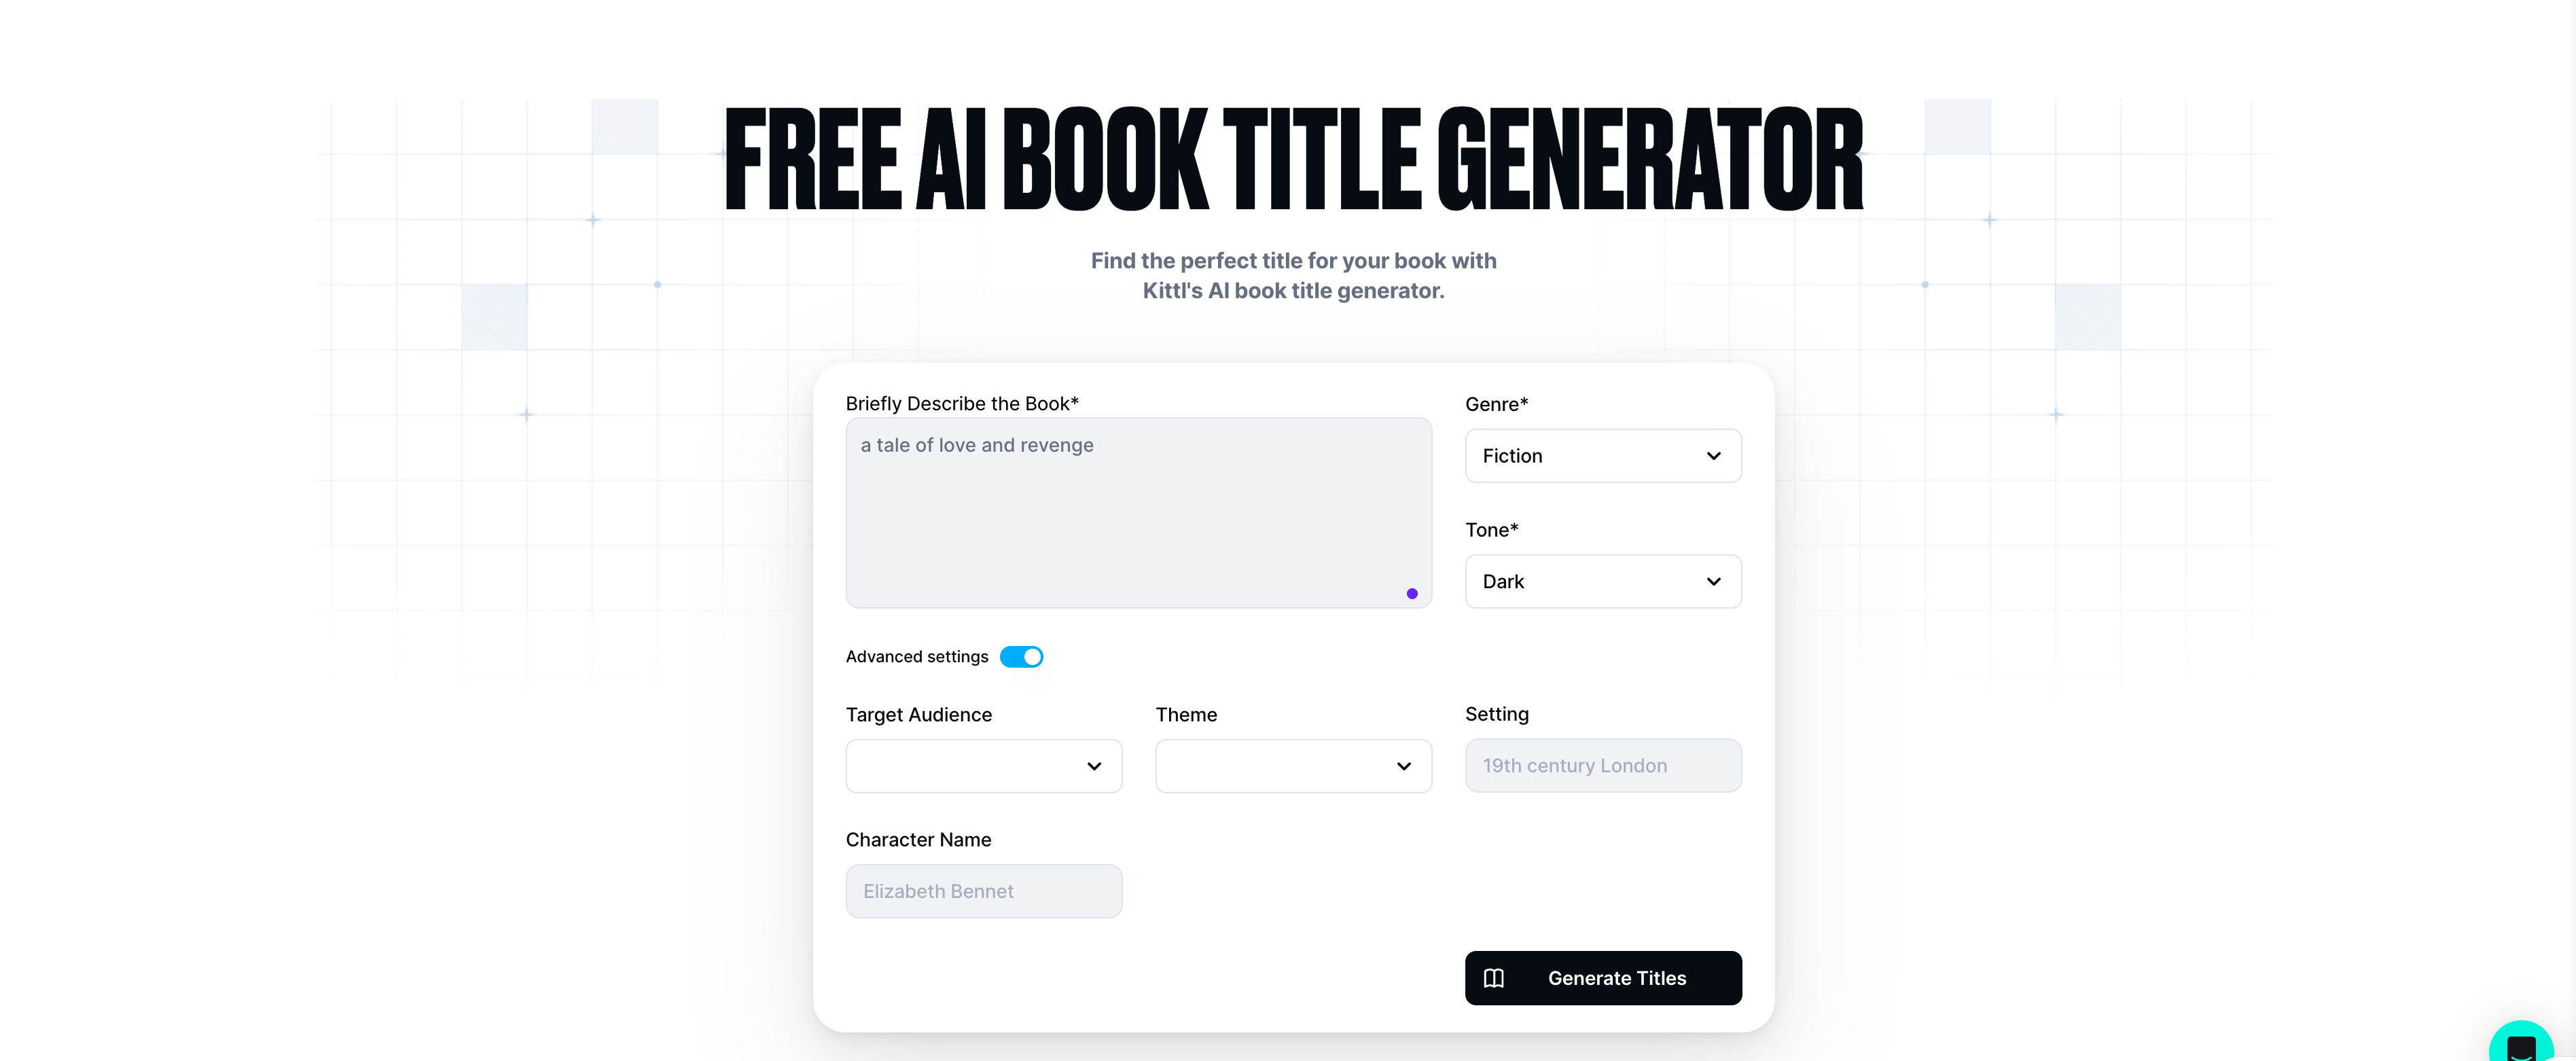 FREE AI BOOK TITLE GENERATOR
Find the perfect title for your book with
Kittl's AI book title generator.
Briefly Describe the Book*
a tale of love and revenge
Genre*
Fiction
Tone*
Dark
Advanced settings
Target Audience
Theme
Setting
19th century London
Character Name
Elizabeth Bennet
Generate Titles